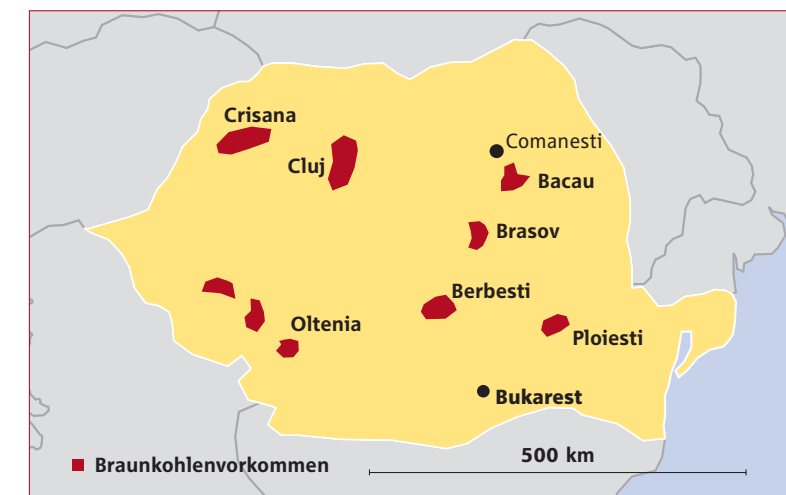 Crisana
Cluj
Comanesti
Bacau
Brasov
Berbesti
Oltenia
Ploiesti
Bukarest
500 km
Braunkohlenvorkommen